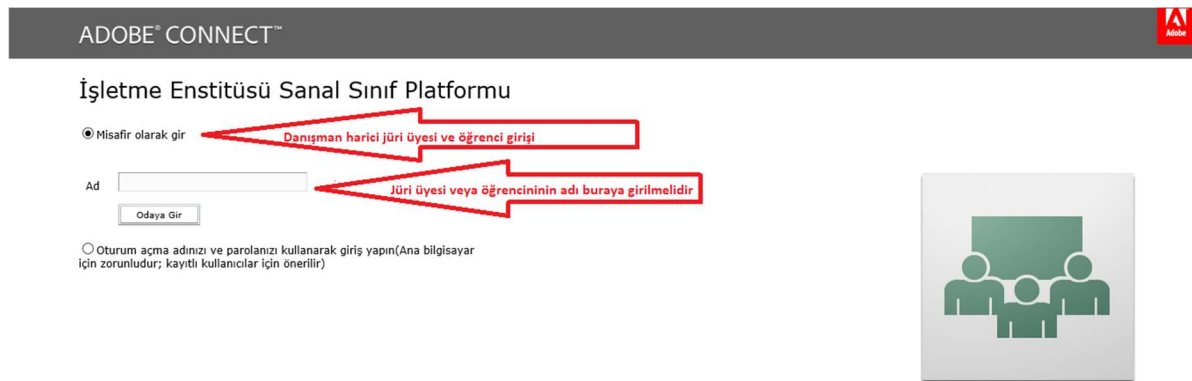 ADOBE® CONNECT™
Adobe
İşletme Enstitüsü Sanal Sınıf Platformu
Misafir olarak gir
Danışman harici jüri üyesi ve öğrenci girişi
Ad
Jüri üyesi veya öğrencininin adı buraya girilmelidir
Odaya Gir
Oturum açma adınızı ve parolanızı kullanarak giriş yapın(Ana bilgisayar
için zorunludur; kayıtlı kullanıcılar için önerilir)